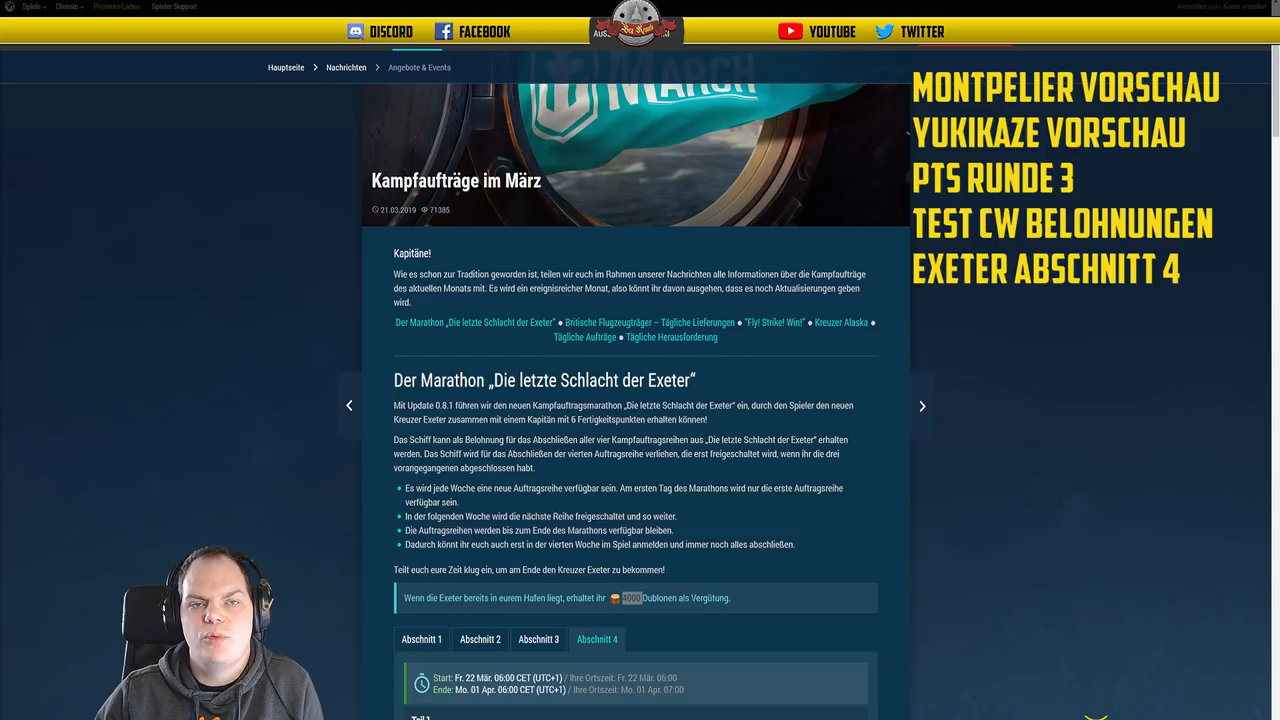 Spiele
Dienste
Premium-Laden
Spieler Support
Anmelden oder Konto erstellen
DISCORD
FACEBOOK
YOUTUBE
TWITTER
Hauptseite
Nachrichten
Angebote & Events
MARCH
MONTPELIER VORSCHAU
YUKIKAZE VORSCHAU
PTS RUNDE 3
TEST CW BELOHNUNGEN
EXETER ABSCHNITT 4
Kampfaufträge im März
21.03.2019 71385
Kapitäne!
Wie es schon zur Tradition geworden ist, teilen wir euch im Rahmen unserer Nachrichten alle Informationen über die Kampfaufträge
des aktuellen Monats mit. Es wird ein ereignisreicher Monat, also könnt ihr davon ausgehen, dass es noch Aktualisierungen geben
wird.
Der Marathon „Die letzte Schlacht der Exeter“ ● Britische Flugzeugträger – Tägliche Lieferungen ● "Fly! Strike! Win!" ● Kreuzer Alaska ●
Tägliche Aufträge ● Tägliche Herausforderung
Der Marathon „Die letzte Schlacht der Exeter“
Mit Update 0.8.1 führen wir den neuen Kampfauftragsmarathon „Die letzte Schlacht der Exeter“ ein, durch den Spieler den neuen
Kreuzer Exeter zusammen mit einem Kapitän mit 6 Fertigkeitspunkten erhalten können!
Das Schiff kann als Belohnung für das Abschließen aller vier Kampfauftragsreihen aus „Die letzte Schlacht der Exeter“ erhalten
werden. Das Schiff wird für das Abschließen der vierten Auftragsreihe verliehen, die erst freigeschaltet wird, wenn ihr die drei
vorangegangenen abgeschlossen habt.
• Es wird jede Woche eine neue Auftragsreihe verfügbar sein. Am ersten Tag des Marathons wird nur die erste Auftragsreihe
verfügbar sein.
• In der folgenden Woche wird die nächste Reihe freigeschaltet und so weiter.
• Die Auftragsreihen werden bis zum Ende des Marathons verfügbar bleiben.
• Dadurch könnt ihr euch auch erst in der vierten Woche im Spiel anmelden und immer noch alles abschließen.
Teilt euch eure Zeit klug ein, um am Ende den Kreuzer Exeter zu bekommen!
Wenn die Exeter bereits in eurem Hafen liegt, erhaltet ihr 4000 Dublonen als Vergütung.
Abschnitt 1
Abschnitt 2
Abschnitt 3
Abschnitt 4
Start: Fr. 22 Mär. 06:00 CET (UTC+1) / Ihre Ortszeit: Fr. 22 Mär. 06:00
Ende: Mo. 01 Apr. 06:00 CET (UTC+1) / Ihre Ortszeit: Mo. 01 Apr. 07:00
Teil 1